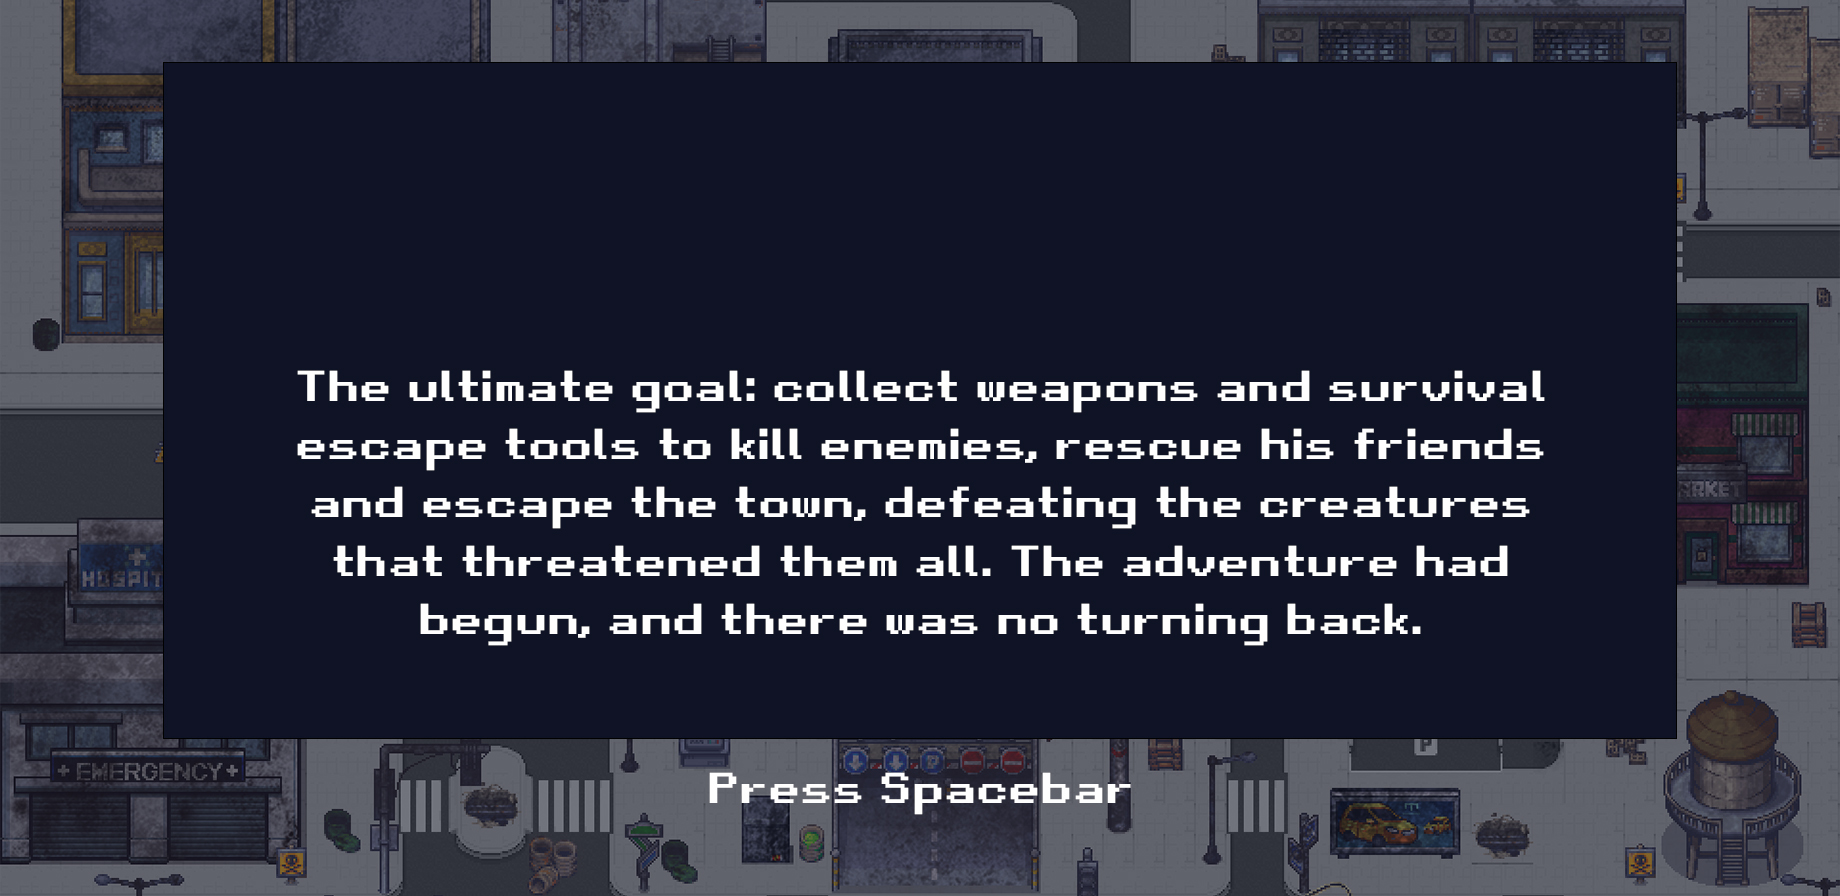 The ultimate goal: collect weapons and survival
escape tools to kill enemies, rescue his friends
and escape the town, defeating the creatures
that threatened them all. The adventure had
begun, and there was no turning back.
HOSPIT
ARKET
+ EMERGENCY +
P
?
Press Spacebar